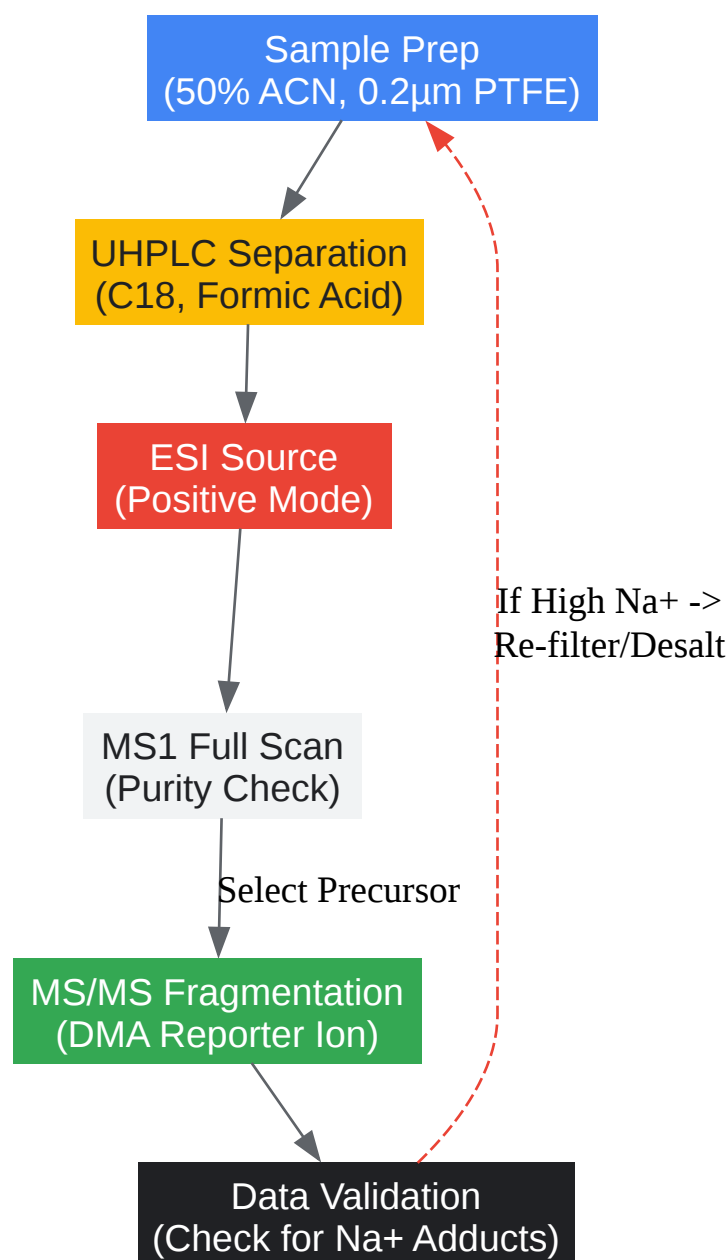 Sample Prep
(50% ACN, 0.2µm PTFE)
UHPLC Separation
(C18, Formic Acid)
ESI Source
(Positive Mode)
If High Na+ ->
Re-filter/Desalt
MS1 Full Scan
(Purity Check)
Select Precursor
MS/MS Fragmentation
(DMA Reporter Ion)
Data Validation
(Check for Na+ Adducts)